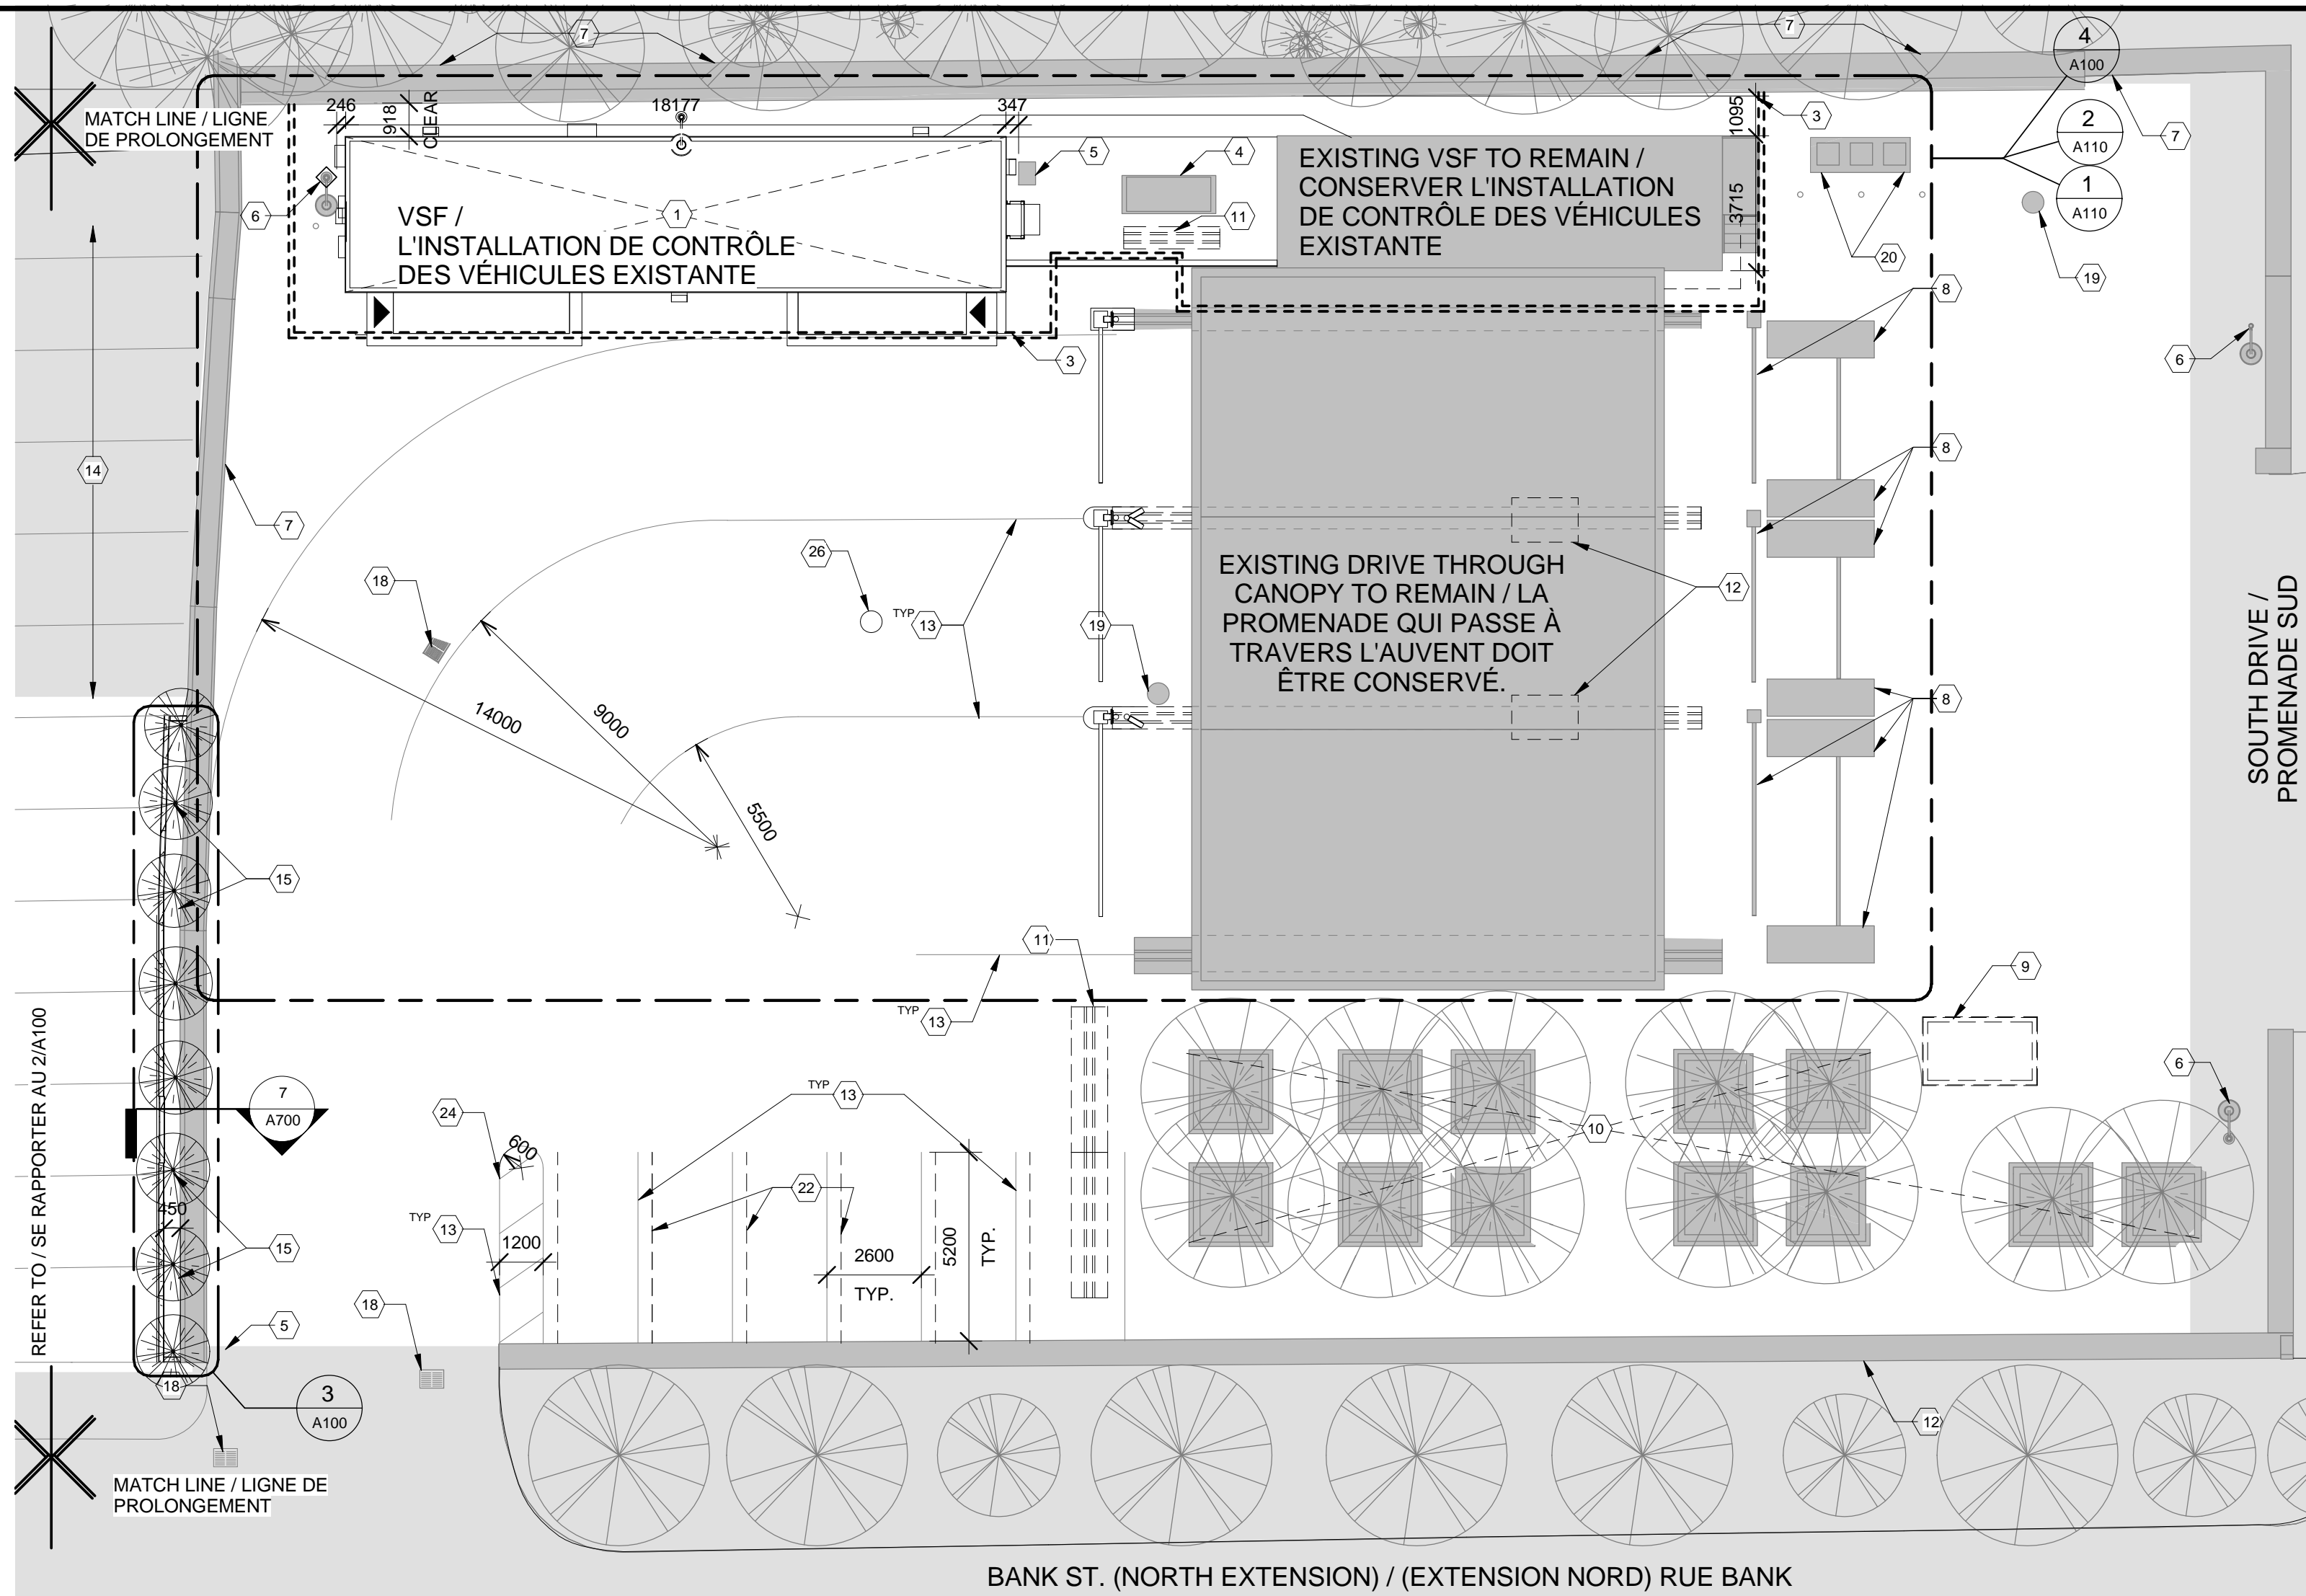 7
7
4
A100
MATCH LINE / LIGNE
DE PROLONGEMENT
246
918
CLEAR
18177
347
1095
3
2
A110
7
5
4
EXISTING VSF TO REMAIN /
CONSERVER L'INSTALLATION
DE CONTRÔLE DES VÉHICULES
EXISTANTE
3715
1
A110
6
VSF /
L'INSTALLATION DE CONTRÔLE
DES VÉHICULES EXISTANTE
1
11
20
19
8
3
6
14
7
8
18
26
TYP
13
19
EXISTING DRIVE THROUGH
CANOPY TO REMAIN / LA
PROMENADE QUI PASSE À
TRAVERS L'AUVENT DOIT
ÊTRE CONSERVÉ.
12
8
SOUTH DRIVE /
PROMENADE SUD
14000
9000
5500
15
11
9
TYP
13
REFER TO / SE RAPPORTER AU 2/A100
7
A700
24
600
TYP
13
10
6
22
450
TYP
13
1200
2600
TYP.
5200
TYP.
15
18
5
18
3
A100
12
MATCH LINE / LIGNE DE
PROLONGEMENT
BANK ST. (NORTH EXTENSION) / (EXTENSION NORD) RUE BANK